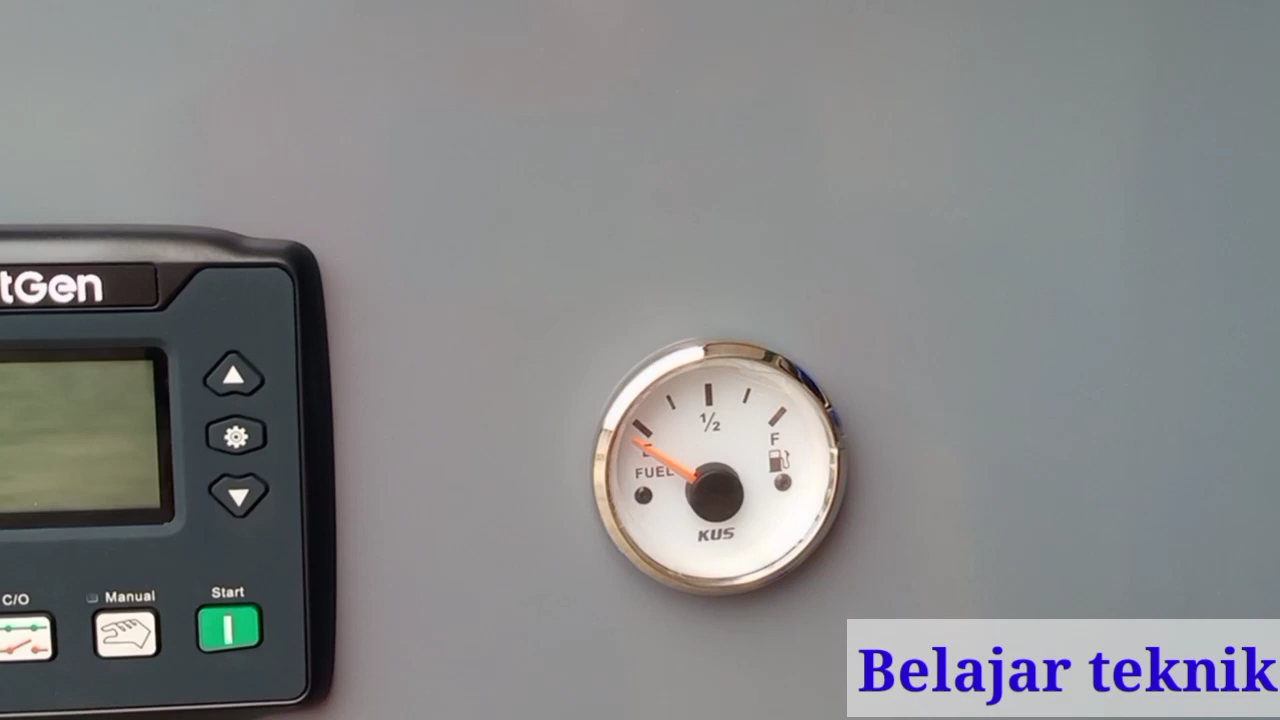 tGen
C/O
Manual
Start
1/2
F
FUEL
KUS
Belajar teknik